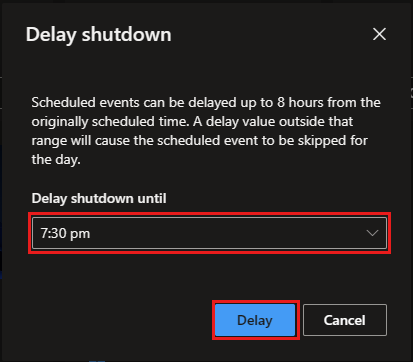 Delay shutdown
Scheduled events can be delayed up to 8 hours from the
originally scheduled time. A delay value outside that
range will cause the scheduled event to be skipped for
the day.
Delay shutdown until
7:30 pm
Delay
Cancel